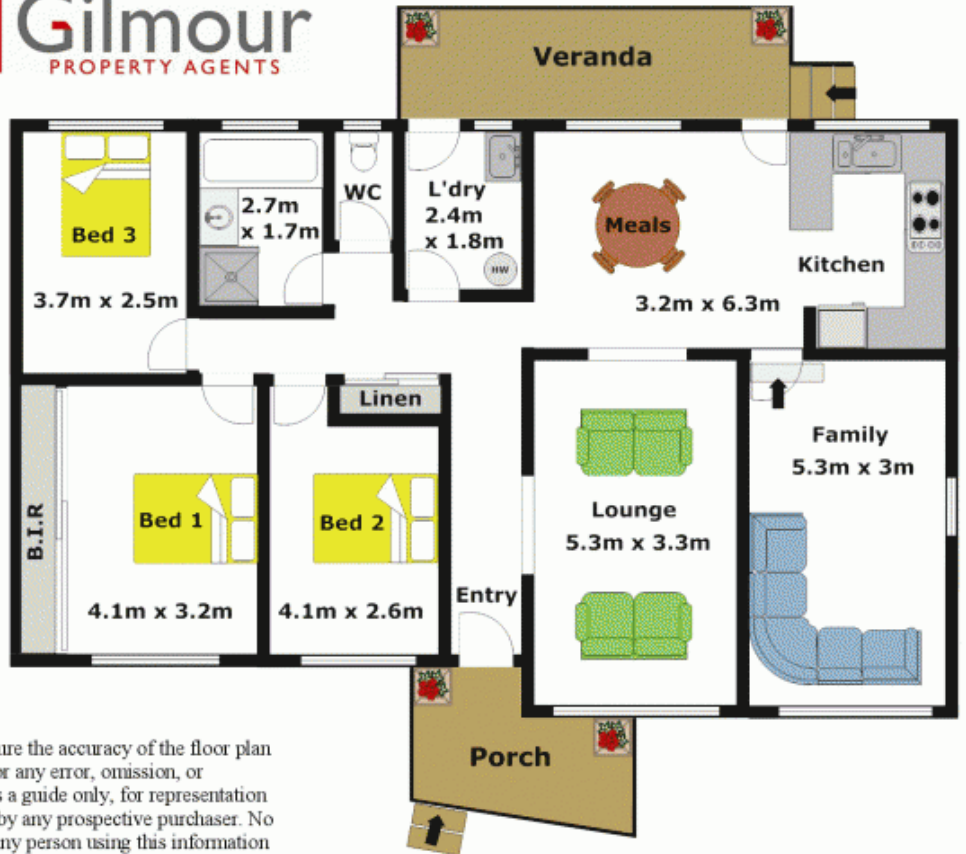 Gilmour
PROPERTY AGENTS
Veranda
Bed 3
3.7m x 2.5m
2.7m
x 1.7m
WC
L'dry
2.4m
x 1.8m
HW
Meals
Kitchen
3.2m x 6.3m
Linen
B.I.R
Bed 1
4.1m x 3.2m
Bed 2
4.1m x 2.6m
Entry
Lounge
5.3m x 3.3m
Family
5.3m x 3m
Porch
ure the accuracy of the floor plan
or any error, omission, or
s a guide only, for representation
by any prospective purchaser. No
ny person using this information